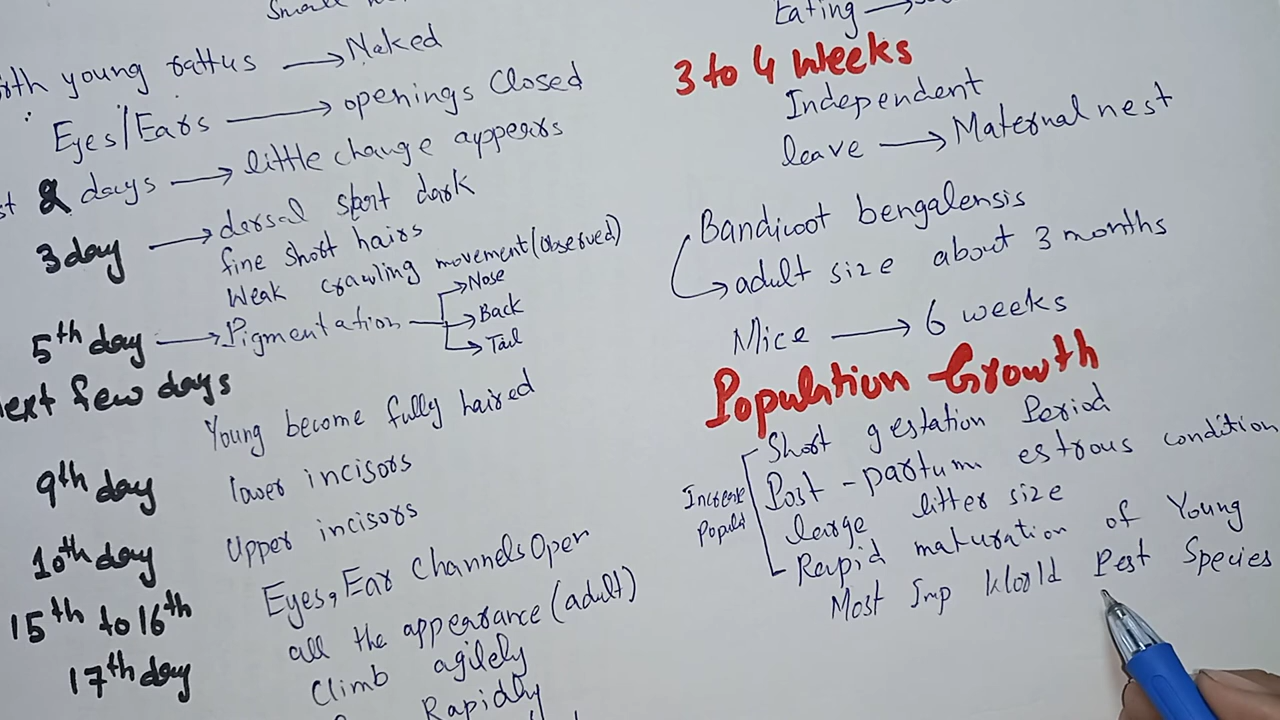 Small
young rattus → Naked
Eyes/Ears → openings Closed
2 days → little change appears
3 day → dorsal start dark
fine short hairs
Weak crawling movement (observed)
5th day → Pigmentation → Nose
→ Back
→ Tail
next few days
Young become fully haired
9th day lower incisors
10th day Upper incisors
15th to 16th Eyes, Ear Channels Open
17th day all the appearance (adult)
Climb agilely
Rapidly
Eating →
3 to 4 Weeks
Independent
leave → Maternal nest
Bandicoot bengalensis
→ adult size about 3 months
Mice → 6 weeks
Population Growth
Short gestation Period
Post-partum estrous condition
Increase
Popult
large litter size
Rapid maturation of Young
Most Imp World Pest Species